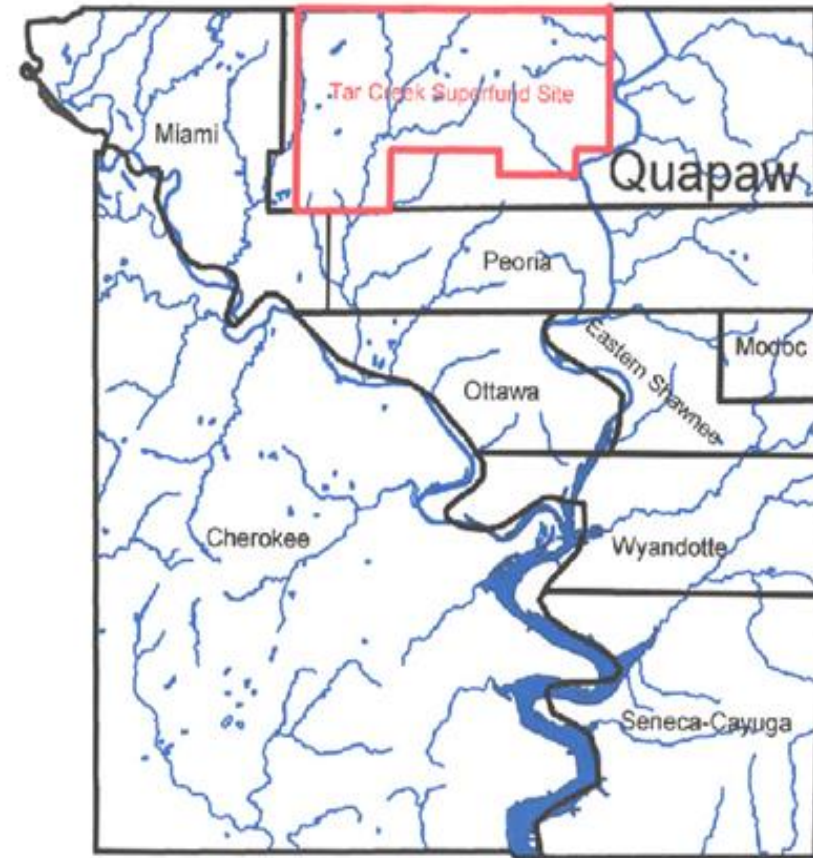 Tar Creek Superfund Site
Miami
Quapaw
Peoria
Eastern Shawnee
Modoc
Ottawa
Cherokee
Wyandotte
Seneca-Cayuga